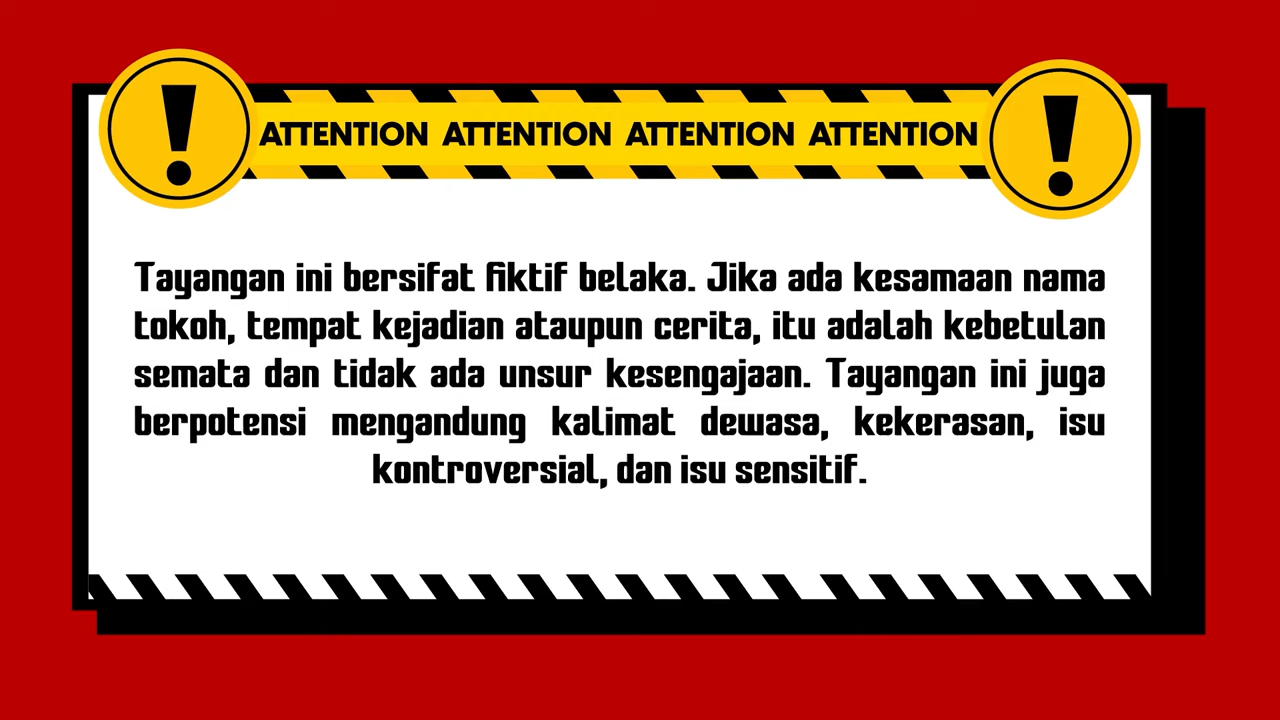 ATTENTION ATTENTION ATTENTION ATTENTION
Tayangan ini bersifat fiktif belaka. Jika ada kesamaan nama
tokoh, tempat kejadian ataupun cerita, itu adalah kebetulan
semata dan tidak ada unsur kesengajaan. Tayangan ini juga
berpotensi mengandung kalimat dewasa, kekerasan, isu
kontroversial, dan isu sensitif.